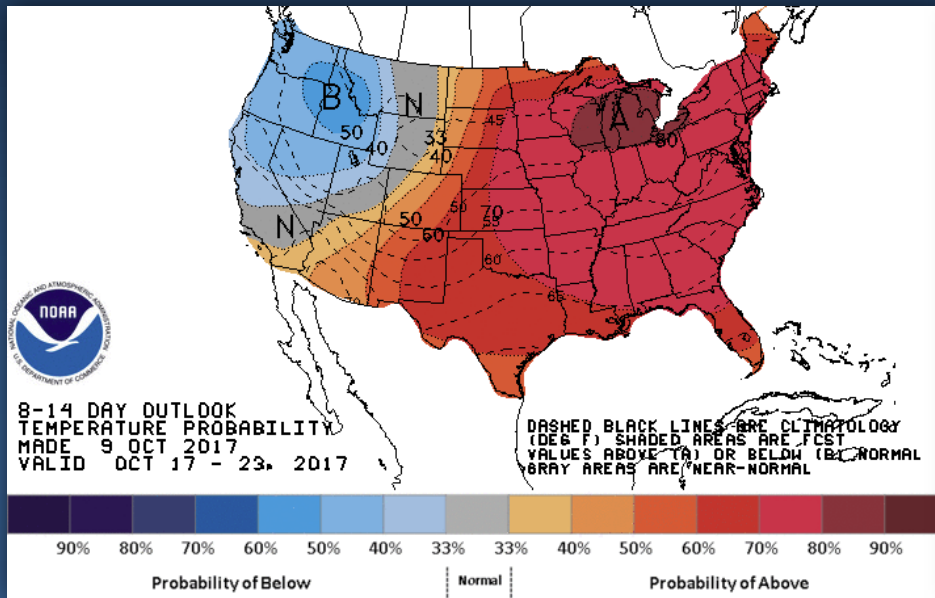 B
N
A
50
40
33
40
45
80
N
50
60
50
70
55
60
65
70
NOAA
NATIONAL OCEANIC AND ATMOSPHERIC ADMINISTRATION
U.S. DEPARTMENT OF COMMERCE
8-14 DAY OUTLOOK
TEMPERATURE PROBABILITY
MADE 9 OCT 2017
VALID OCT 17 - 23, 2017
DASHED BLACK LINES ARE CLIMATOLOGY
(DEG F) SHADED AREAS ARE FCST
VALUES ABOVE (A) OR BELOW (B) NORMAL
GRAY AREAS ARE NEAR-NORMAL
90% 80% 70% 60% 50% 40% 33% 33% 40% 50% 60% 70% 80% 90%
Probability of Below Normal Probability of Above